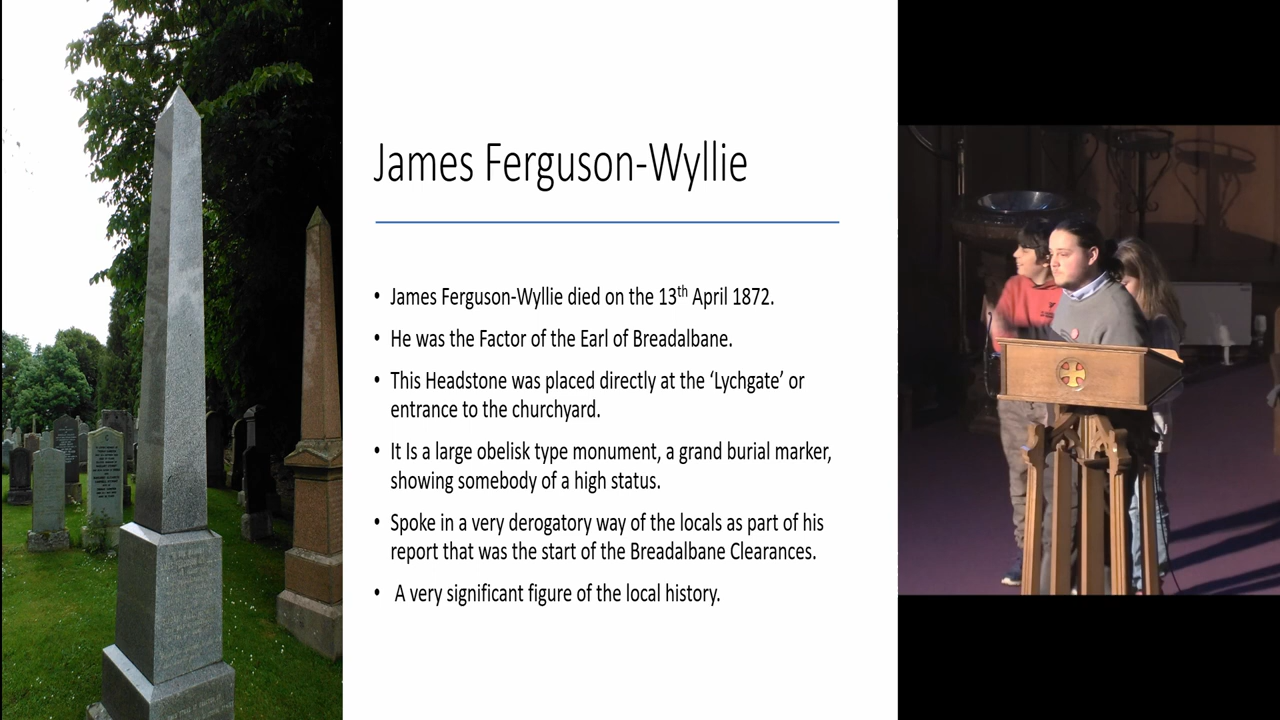 James Ferguson-Wyllie
• James Ferguson-Wyllie died on the 13th April 1872.
• He was the Factor of the Earl of Breadalbane.
• This Headstone was placed directly at the ‘Lychgate’ or
entrance to the churchyard.
• It Is a large obelisk type monument, a grand burial marker,
showing somebody of a high status.
• Spoke in a very derogatory way of the locals as part of his
report that was the start of the Breadalbane Clearances.
• A very significant figure of the local history.